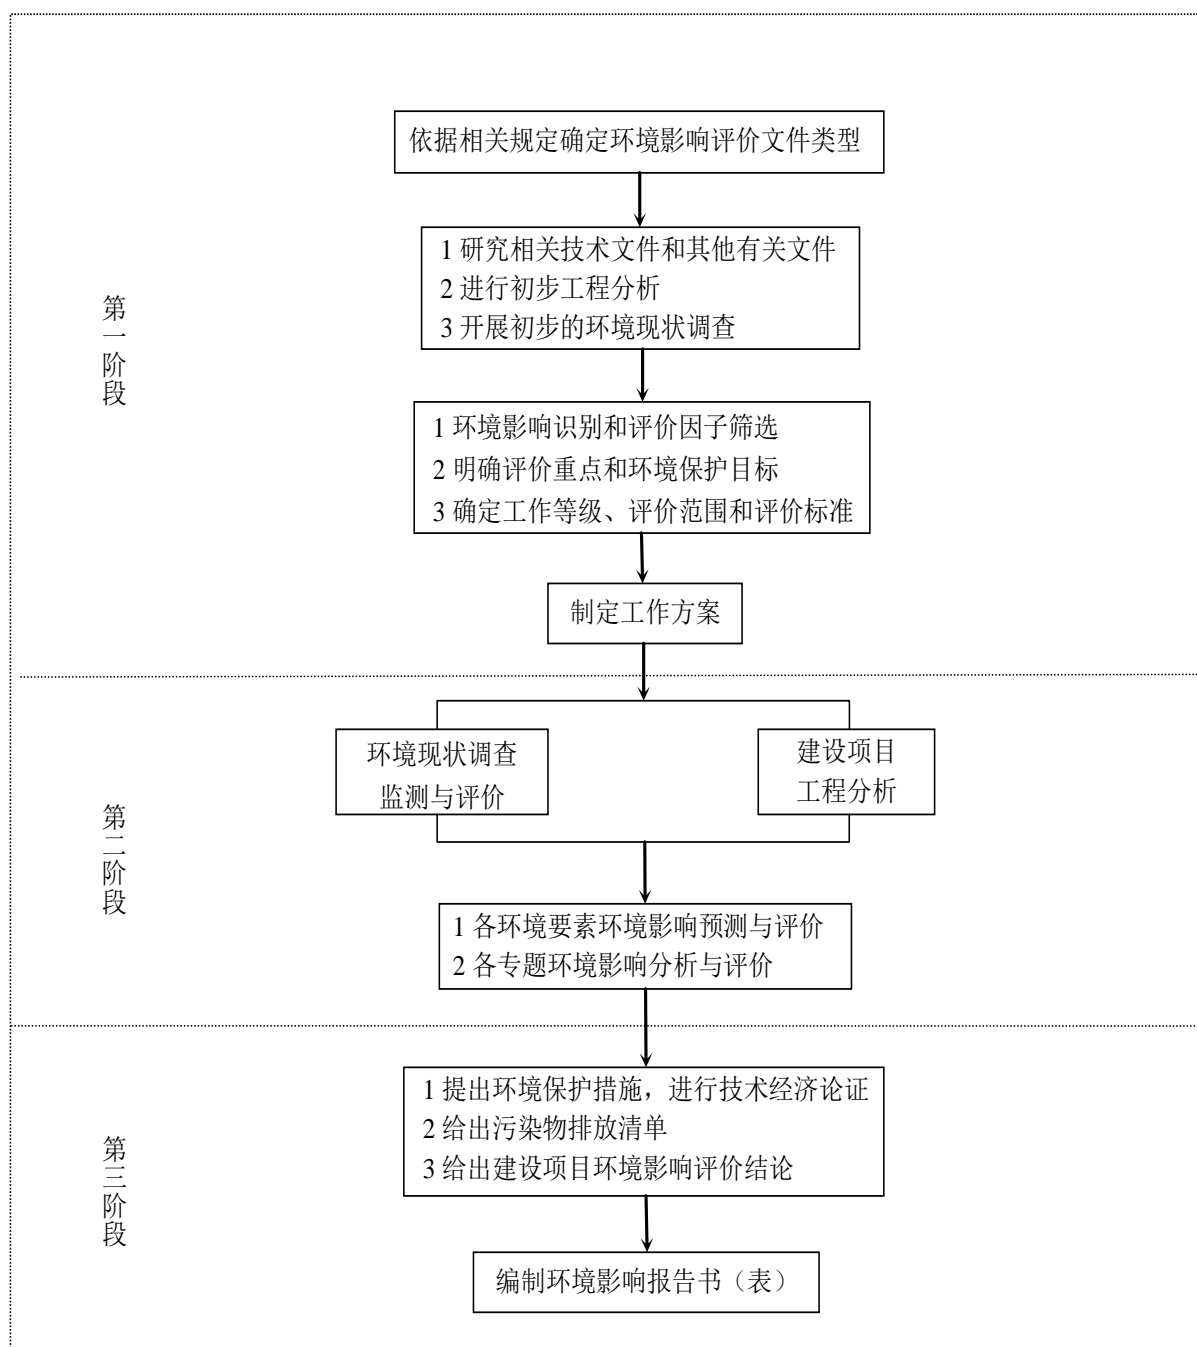 依据相关规定确定环境影响评价文件类型
1 研究相关技术文件和其他有关文件
2 进行初步工程分析
3 开展初步的环境现状调查
第一阶段
1 环境影响识别和评价因子筛选
2 明确评价重点和环境保护目标
3 确定工作等级、评价范围和评价标准
制定工作方案
环境现状调查
监测与评价
建设项目
工程分析
第二阶段
1 各环境要素环境影响预测与评价
2 各专题环境影响分析与评价
1 提出环境保护措施，进行技术经济论证
2 给出污染物排放清单
3 给出建设项目环境影响评价结论
第三阶段
编制环境影响报告书（表）